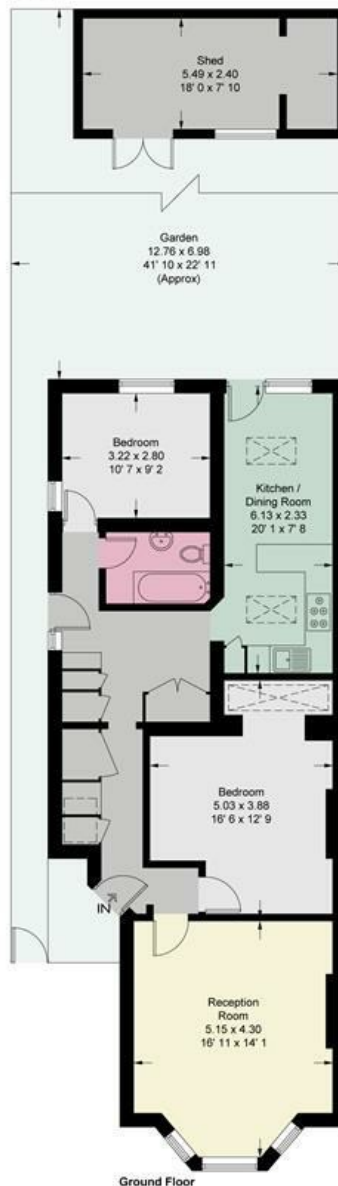 Shed
5.49 x 2.40
18' 0 x 7' 10
Garden
12.76 x 6.98
41' 10 x 22' 11
(Approx)
Bedroom
3.22 x 2.80
10' 7 x 9' 2
Kitchen /
Dining Room
6.13 x 2.33
20' 1 x 7' 8
Bedroom
5.03 x 3.88
16' 6 x 12' 9
IN
Reception
Room
5.15 x 4.30
16' 11 x 14' 1
Ground Floor